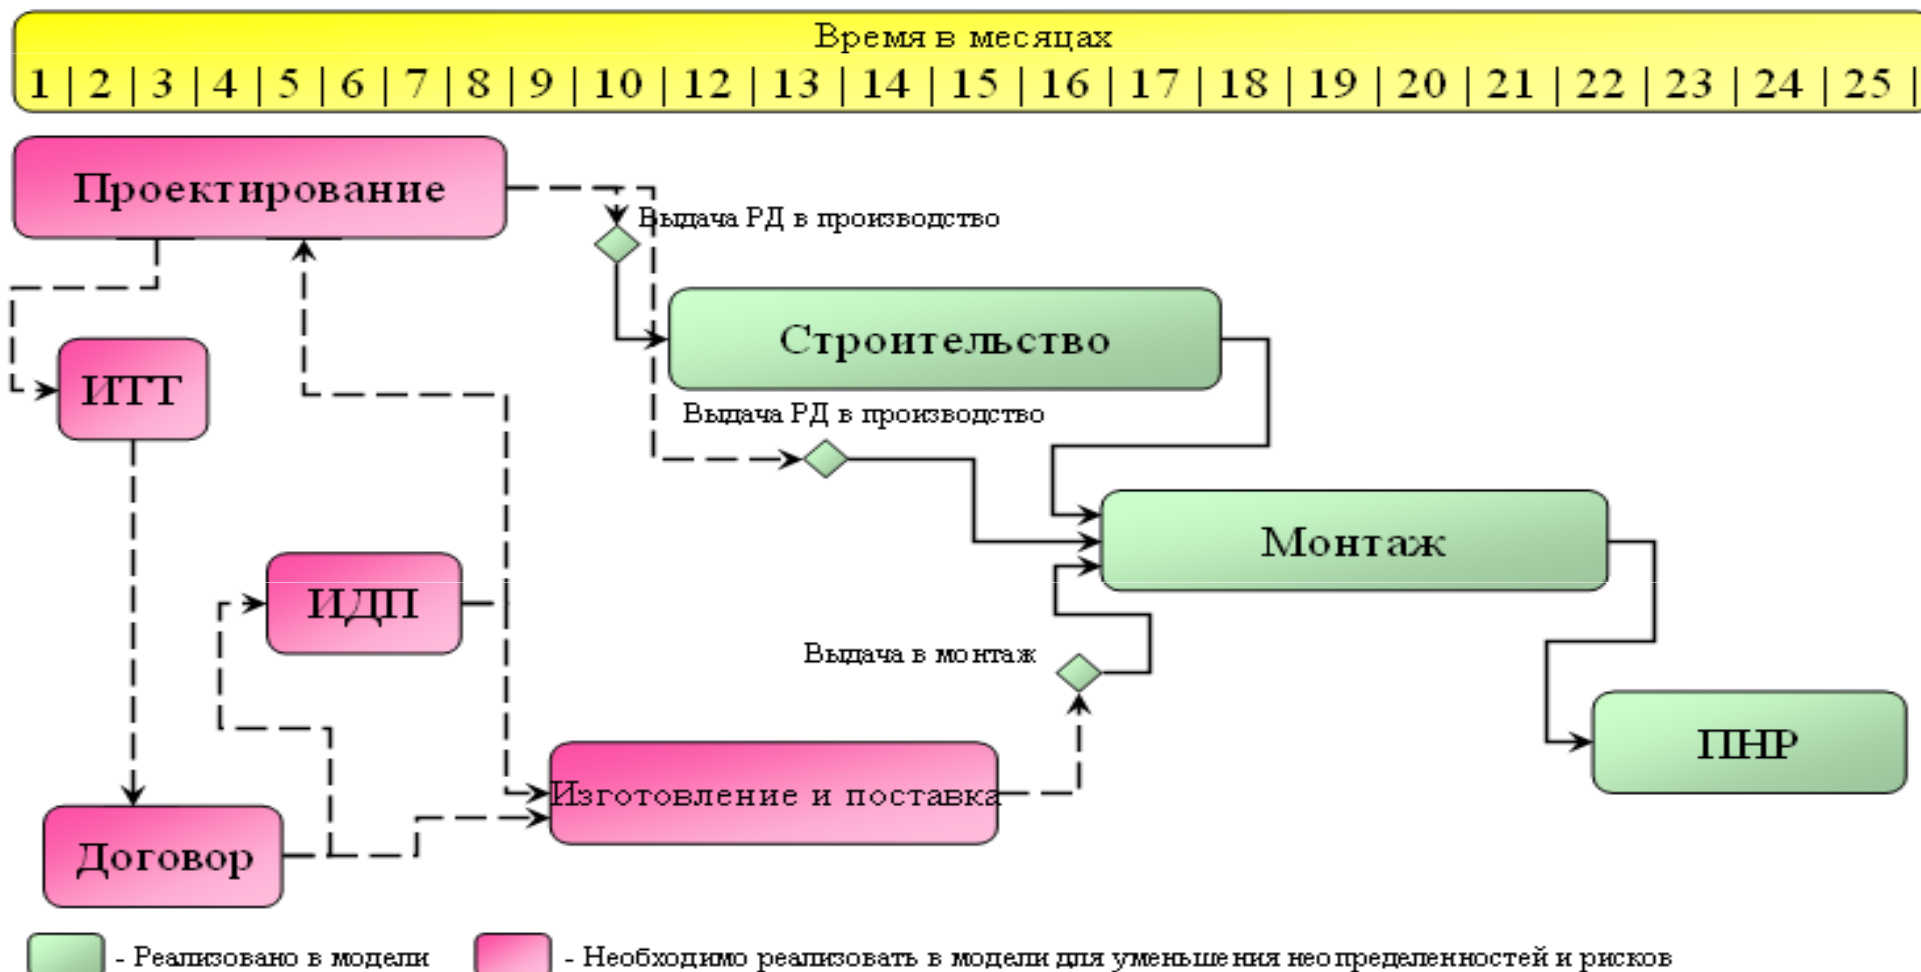 Время в месяцах
1 | 2 | 3 | 4 | 5 | 6 | 7 | 8 | 9 | 10 | 12 | 13 | 14 | 15 | 16 | 17 | 18 | 19 | 20 | 21 | 22 | 23 | 24 | 25 |
Проектирование
Выдача РД в производство
Строительство
ИТТ
Выдача РД в производство
Монтаж
ИДП
Выдача в монтаж
ПНР
Изготовление и поставка
Договор
- Реализовано в модели
- Необходимо реализовать в модели для уменьшения неопределенностей и рисков